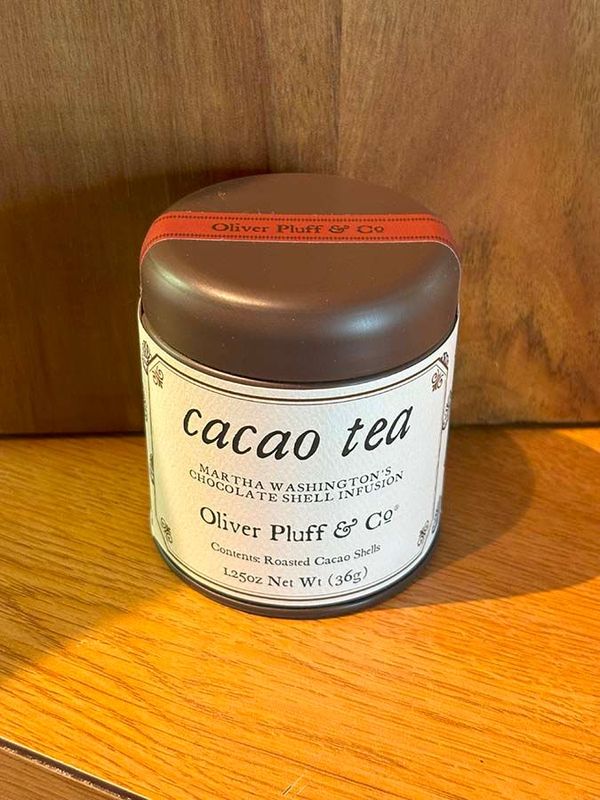 Oliver Pluff & Co
cacao tea
MARTHA WASHINGTON'S
CHOCOLATE SHELL INFUSION
Oliver Pluff & Co®
Contents: Roasted Cacao Shells
1.25oz Net Wt (36g)